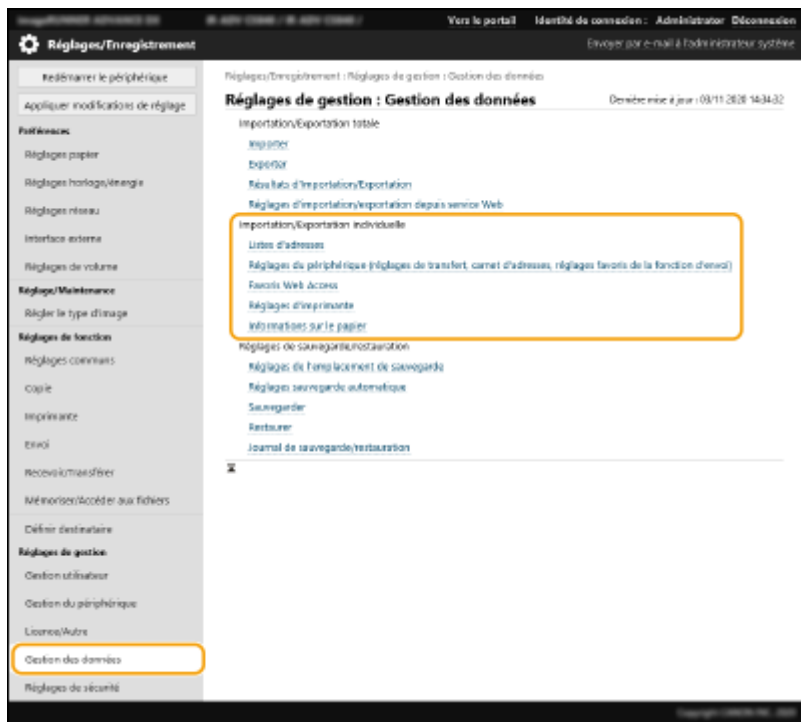 Vers le portail Identité de connexion : Administrator Déconnexion
Réglages/Enregistrement
Envoyer par e-mail à l'administrateur système
Redémarrer le périphérique
Appliquer modifications de réglage
Préférences
Réglages papier
Réglages horloge/énergie
Réglages réseau
Interface externe
Réglages de volume
Réglage/Maintenance
Régler le type d'image
Réglages de fonction
Réglages communs
Copie
Imprimante
Envoi
Recevoir/Transférer
Mémoriser/Accéder aux fichiers
Définir destinataire
Réglages de gestion
Gestion utilisateur
Gestion du périphérique
Licence/Autre
Gestion des données
Réglages de sécurité
Réglages/Enregistrement : Réglages de gestion : Gestion des données
Réglages de gestion : Gestion des données
Dernière mise à jour : 09/11 2020 14:34:32
Importation/Exportation totale
Importer
Exporter
Résultats d'Importation/Exportation
Réglages d'importation/exportation depuis service Web
Importation/Exportation individuelle
Listes d'adresses
Réglages du périphérique (réglages de transfert, carnet d'adresses, réglages favoris de la fonction d'envoi)
Favoris Web Access
Réglages d'imprimante
Informations sur le papier
Réglages de sauvegarde/restauration
Réglages de l'emplacement de sauvegarde
Réglages sauvegarde automatique
Sauvegarder
Restaurer
Journal de sauvegarde/restauration